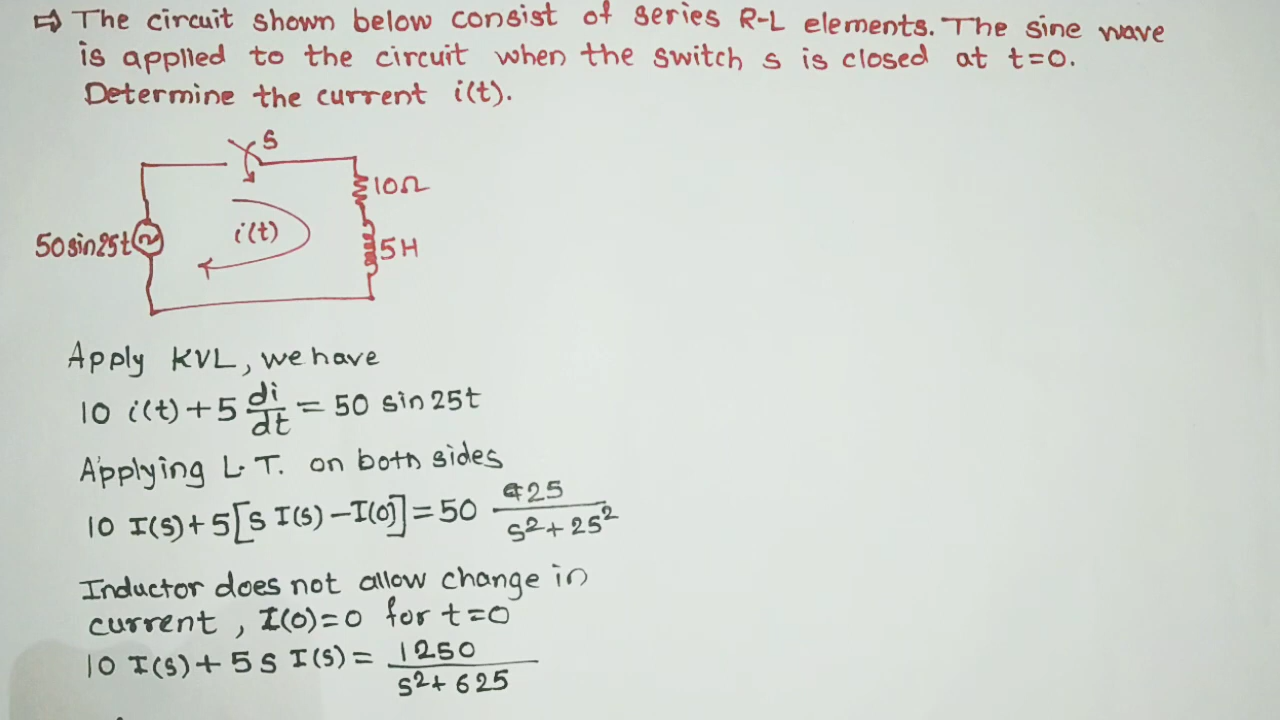 ⇨ The circuit shown below consist of series R-L elements. The sine wave
is applied to the circuit when the switch s is closed at t=0.
Determine the current i(t).
S
10Ω
50sin25t
i(t)
5H
Apply KVL, we have
10 i(t) + 5 di/dt = 50 sin 25t
Applying L.T. on both sides
10 I(S) + 5[S I(S) – I(0)] = 50 25/S²+25²
Inductor does not allow change in
current, I(0)=0 for t=0
10 I(S) + 5 S I(S) = 1250/S²+625